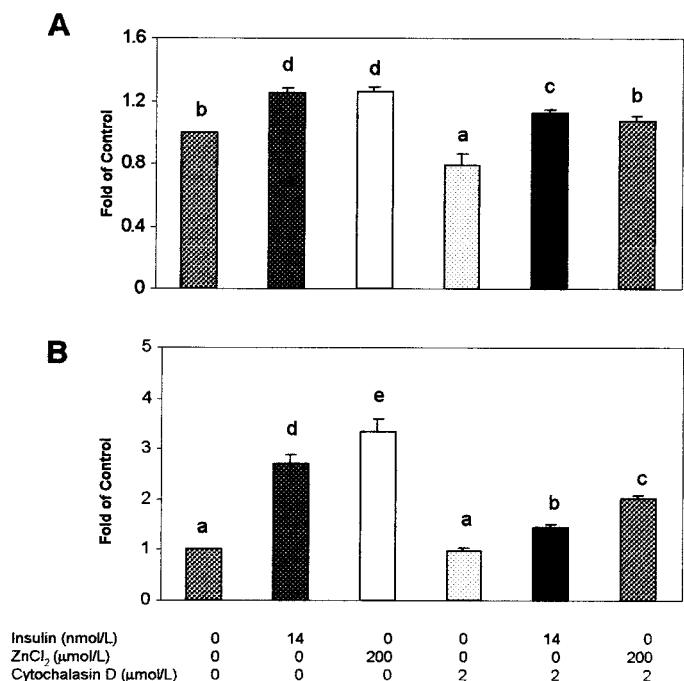 A
1.6
d
d
b
c
b
1.2
a
0.8
Fold of Control
0.4
0
B
5
4
e
d
3
Fold of Control
c
2
b
a
a
1
0
Insulin (nmol/L) 0 14 0 0 14 0
ZnCl₂ (μmol/L) 0 0 200 0 0 200
Cytochalasin D (μmol/L) 0 0 0 2 2 2